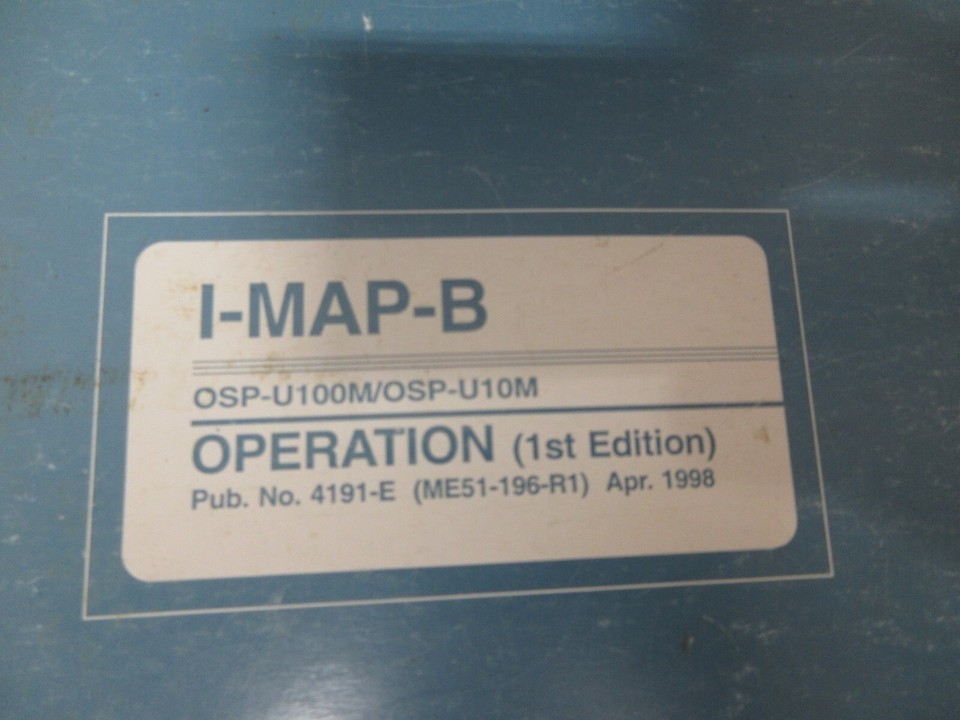 I-MAP-B
OSP-U100M/OSP-U10M
OPERATION (1st Edition)
Pub. No. 4191-E (ME51-196-R1) Apr. 1998